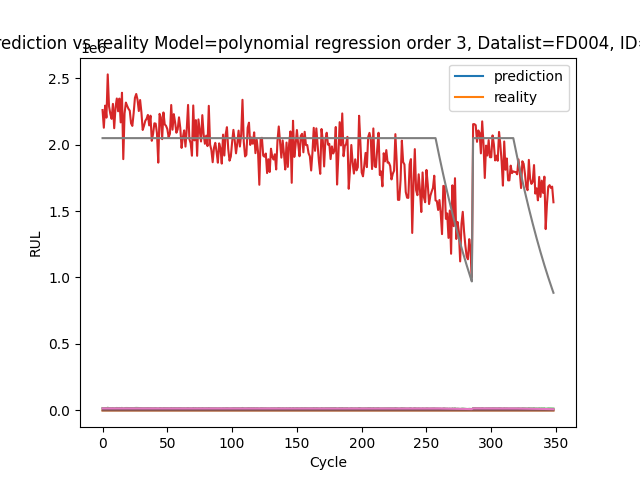 rediction vs reality Model=polynomial regression order 3, Datalist=FD004, ID=
1e6
prediction
reality
2.5
2.0
1.5
1.0
0.5
0.0
RUL
0 50 100 150 200 250 300 350
Cycle